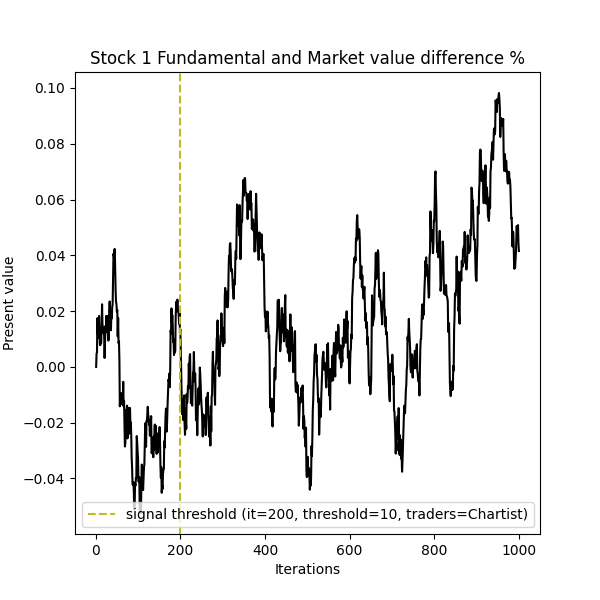 Stock 1 Fundamental and Market value difference %
Present value
0.10
0.08
0.06
0.04
0.02
0.00
−0.02
−0.04
signal threshold (it=200, threshold=10, traders=Chartist)
0 200 400 600 800 1000
Iterations